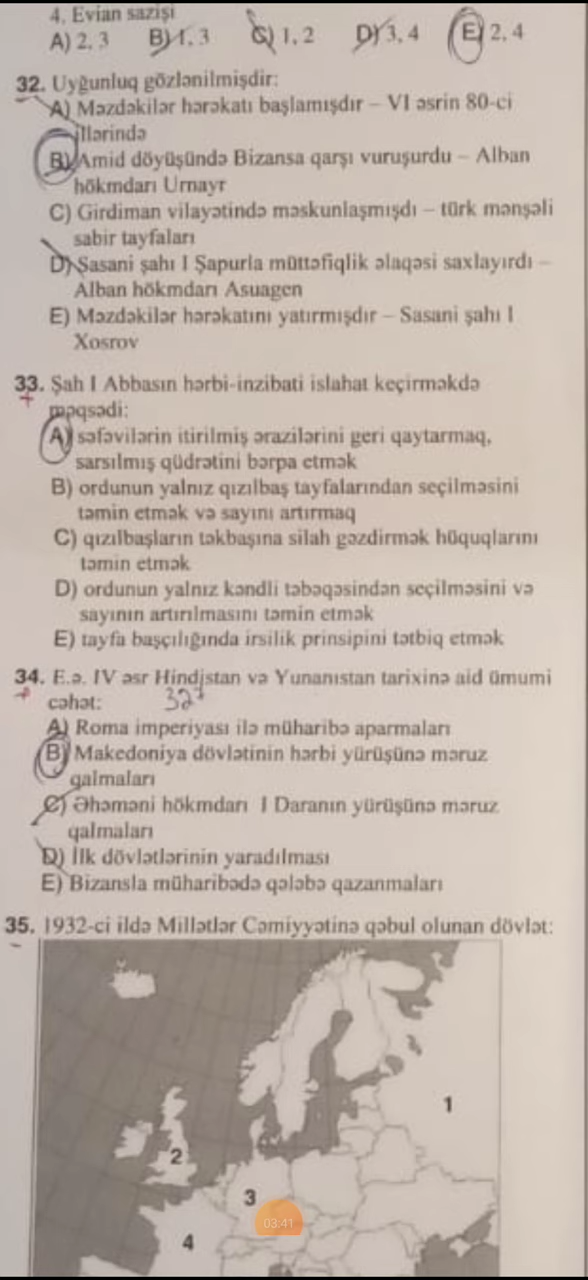 4. Evian sazişi
A) 2, 3 B) 1, 3 C) 1, 2 D) 3, 4 E) 2, 4
32. Uyğunluq gözlənilmişdir:
A) Məzdəkilər hərəkatı başlamışdır – VI əsrin 80-ci
illərində
B) Amid döyüşündə Bizansa qarşı vuruşurdu – Alban
hökmdarı Urnayr
C) Girdiman vilayətində məskunlaşmışdı – türk mənşəli
sabir tayfaları
D) Sasani şahı I Şapurla müttəfiqlik əlaqəsi saxlayırdı –
Alban hökmdarı Asuagen
E) Məzdəkilər hərəkatını yatırmışdır – Sasani şahı I
Xosrov
33. Şah I Abbasın hərbi-inzibati islahat keçirməkdə
məqsədi:
A) səfəvilərin itirilmiş ərazilərini geri qaytarmaq,
sarsılmış qüdrətini bərpa etmək
B) ordunun yalnız qızılbaş tayfalarından seçilməsini
təmin etmək və sayını artırmaq
C) qızılbaşların təkbaşına silah gəzdirmək hüquqlarını
təmin etmək
D) ordunun yalnız kəndli təbəqəsindən seçilməsini və
sayının artırılmasını təmin etmək
E) tayfa başçılığında irsilik prinsipini tətbiq etmək
34. E.ə. IV əsr Hindistan və Yunanıstan tarixinə aid ümumi
cəhət: 327
A) Roma imperiyası ilə müharibə aparmaları
B) Makedoniya dövlətinin hərbi yürüşünə məruz
qalmaları
C) Əhəməni hökmdarı I Daranın yürüşünə məruz
qalmaları
D) İlk dövlətlərinin yaradılması
E) Bizansla müharibədə qələbə qazanmaları
35. 1932-ci ildə Millətlər Cəmiyyətinə qəbul olunan dövlət:
1
2
3
03:41
4